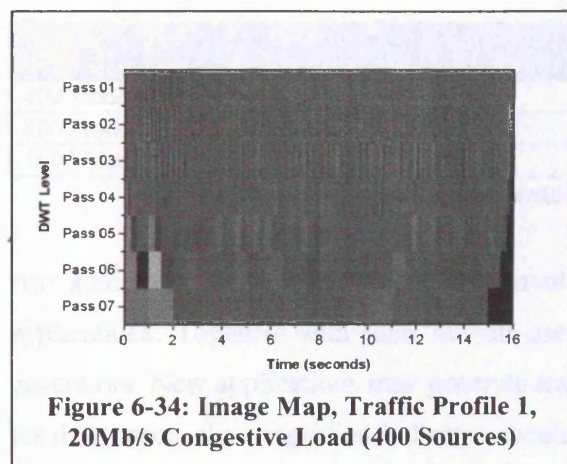 Pass 01
Pass 02
Pass 03
Pass 04
Pass 05
Pass 06
Pass 07
DWT Level
0 2 4 6 8 10 12 14 16
Time (seconds)
Figure 6-34: Image Map, Traffic Profile 1,
20Mb/s Congestive Load (400 Sources)